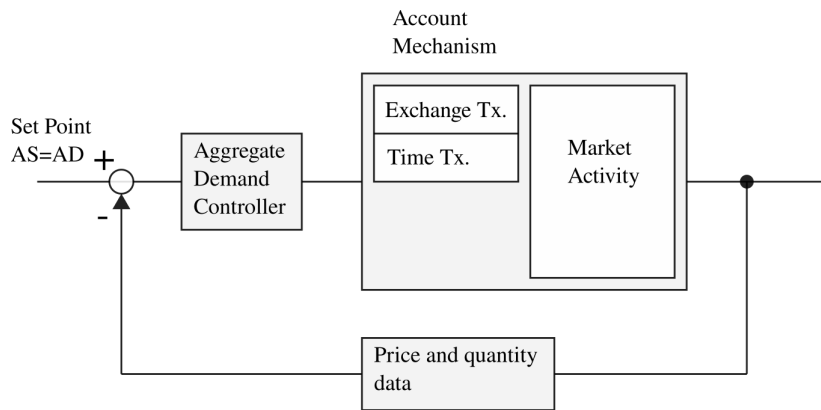 Account
Mechanism
Set Point
AS=AD
+
-
Aggregate
Demand
Controller
Exchange Tx.
Time Tx.
Market
Activity
Price and quantity
data